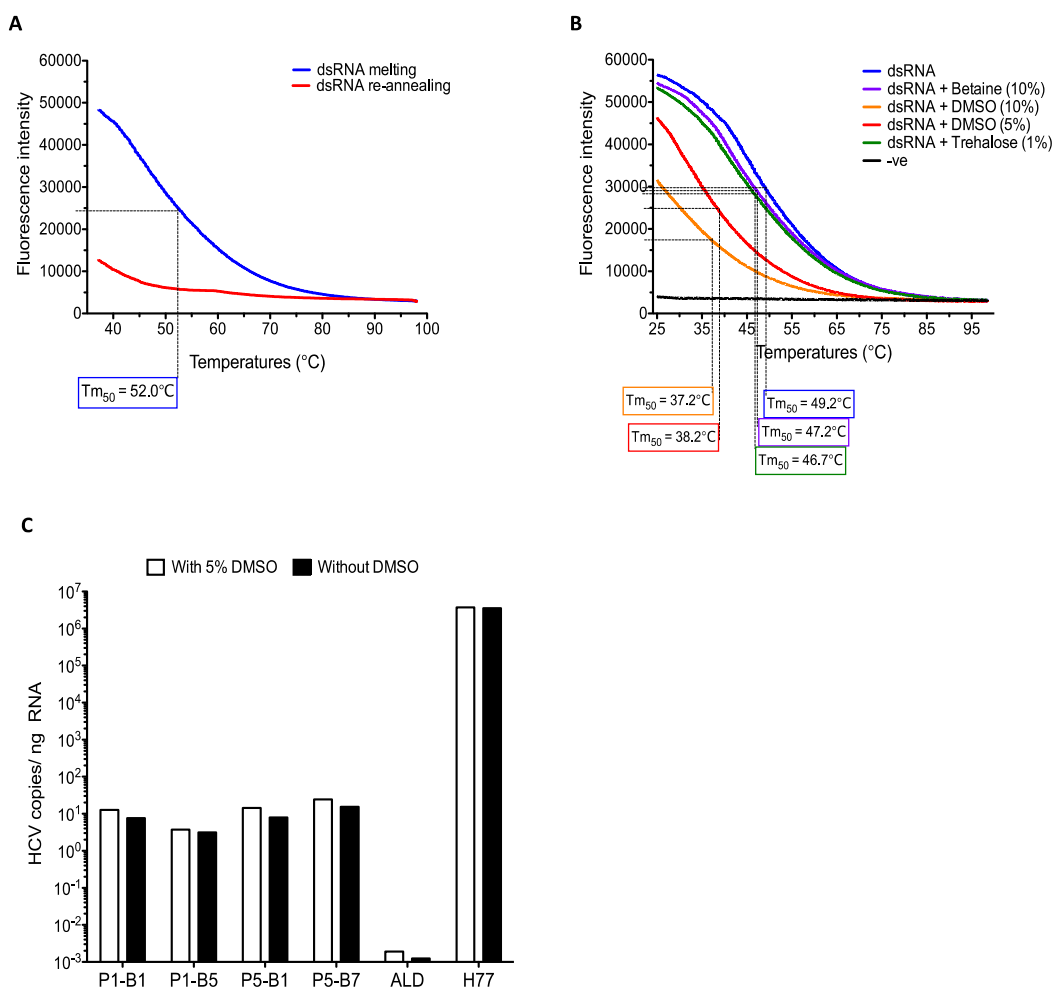 A
60000
50000
40000
30000
20000
10000
0
Fluorescence intensity
dsRNA melting
dsRNA re-annealing
40 50 60 70 80 90 100
Temperatures (°C)
Tm50 = 52.0°C
B
60000
50000
40000
30000
20000
10000
0
Fluorescence intensity
dsRNA
dsRNA + Betaine (10%)
dsRNA + DMSO (10%)
dsRNA + DMSO (5%)
dsRNA + Trehalose (1%)
-ve
25 35 45 55 65 75 85 95
Temperatures (°C)
Tm50 = 37.2°C
Tm50 = 49.2°C
Tm50 = 38.2°C
Tm50 = 47.2°C
Tm50 = 46.7°C
C
With 5% DMSO
Without DMSO
10^7
10^6
10^5
10^4
10^3
10^2
10^1
10^0
10^-1
10^-2
10^-3
HCV copies/ ng RNA
P1-B1 P1-B5 P5-B1 P5-B7 ALD H77